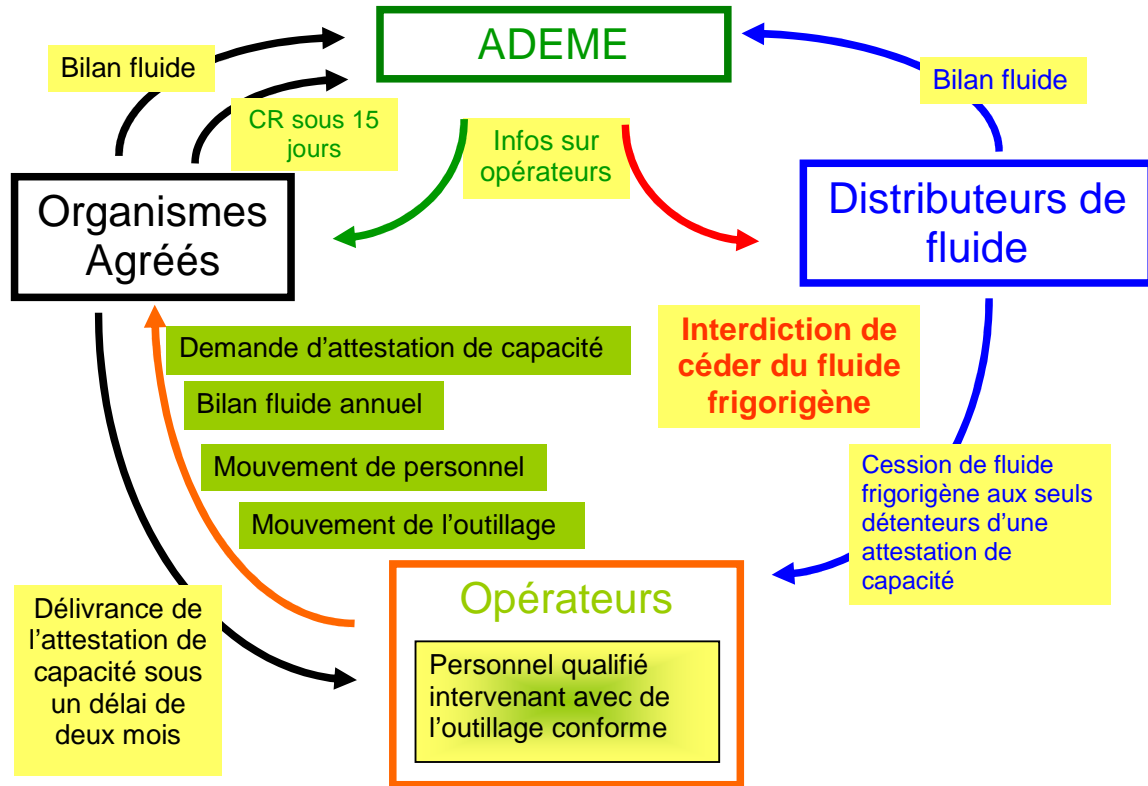 ADEME
Bilan fluide
Bilan fluide
CR sous 15
jours
Infos sur
opérateurs
Organismes
Agréés
Distributeurs de
fluide
Interdiction de
céder du fluide
frigorigène
Demande d'attestation de capacité
Bilan fluide annuel
Mouvement de personnel
Mouvement de l'outillage
Cession de fluide
frigorigène aux seuls
détenteurs d'une
attestation de
capacité
Délivrance de
l'attestation de
capacité sous
un délai de
deux mois
Opérateurs
Personnel qualifié
intervenant avec de
l'outillage conforme